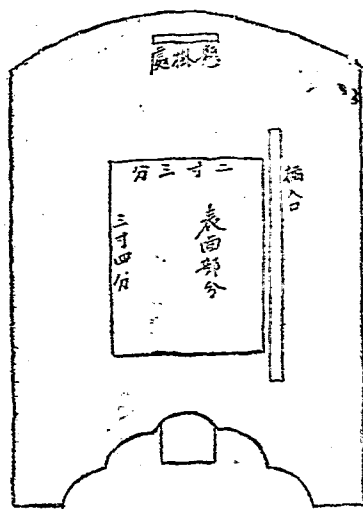 懸掛處
二寸三分
插入口
表面部分
三寸四分